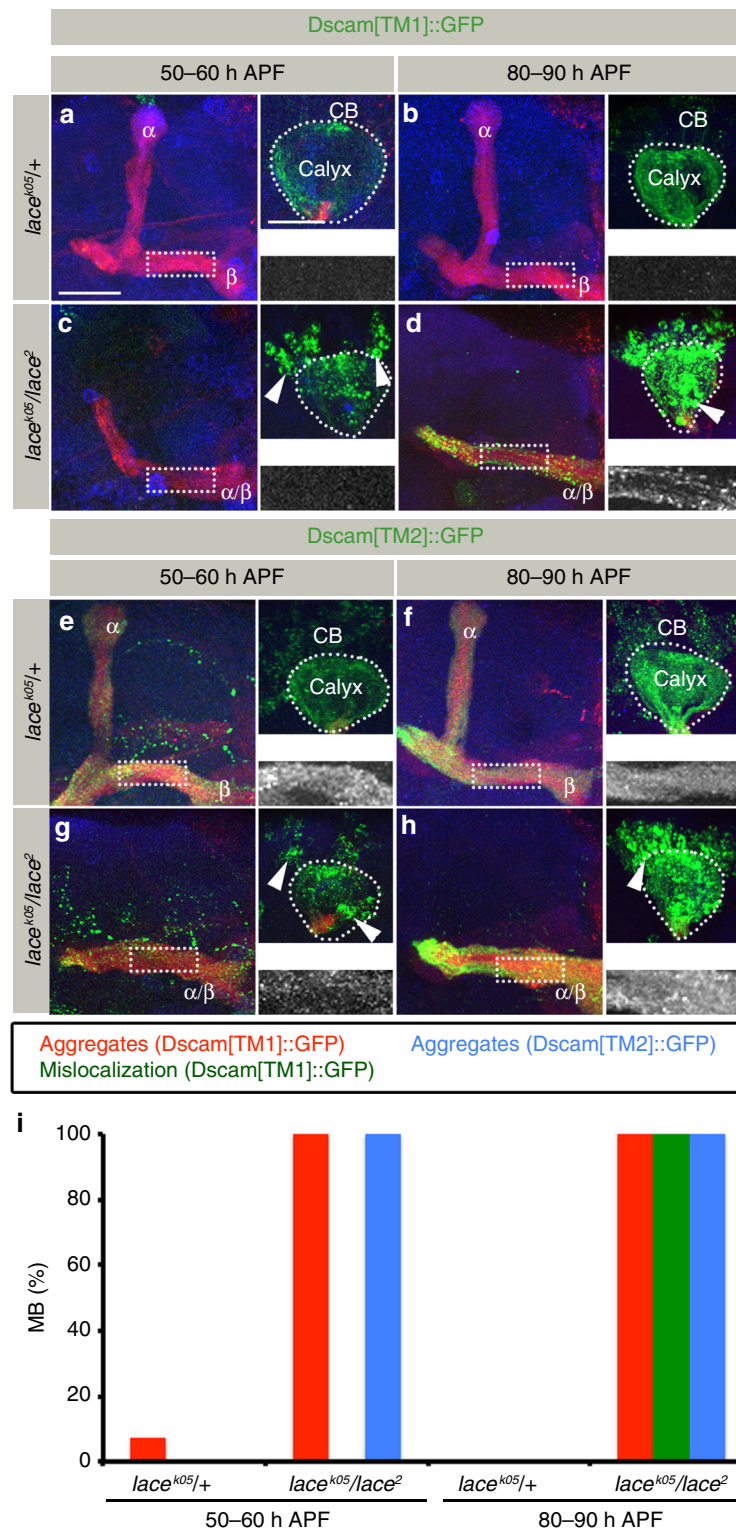 Dscam[TM1]::GFP
50–60 h APF
80–90 h APF
lace^k05/+
a
α
β
CB
Calyx
b
α
β
CB
Calyx
lace^k05/lace^2
c
α/β
d
α/β
Dscam[TM2]::GFP
50–60 h APF
80–90 h APF
lace^k05/+
e
α
β
CB
Calyx
f
α
β
CB
Calyx
lace^k05/lace^2
g
α/β
h
α/β
Aggregates (Dscam[TM1]::GFP)
Aggregates (Dscam[TM2]::GFP)
Mislocalization (Dscam[TM1]::GFP)
i
MB (%)
100
80
60
40
20
0
lace^k05/+
lace^k05/lace^2
lace^k05/+
lace^k05/lace^2
50–60 h APF
80–90 h APF